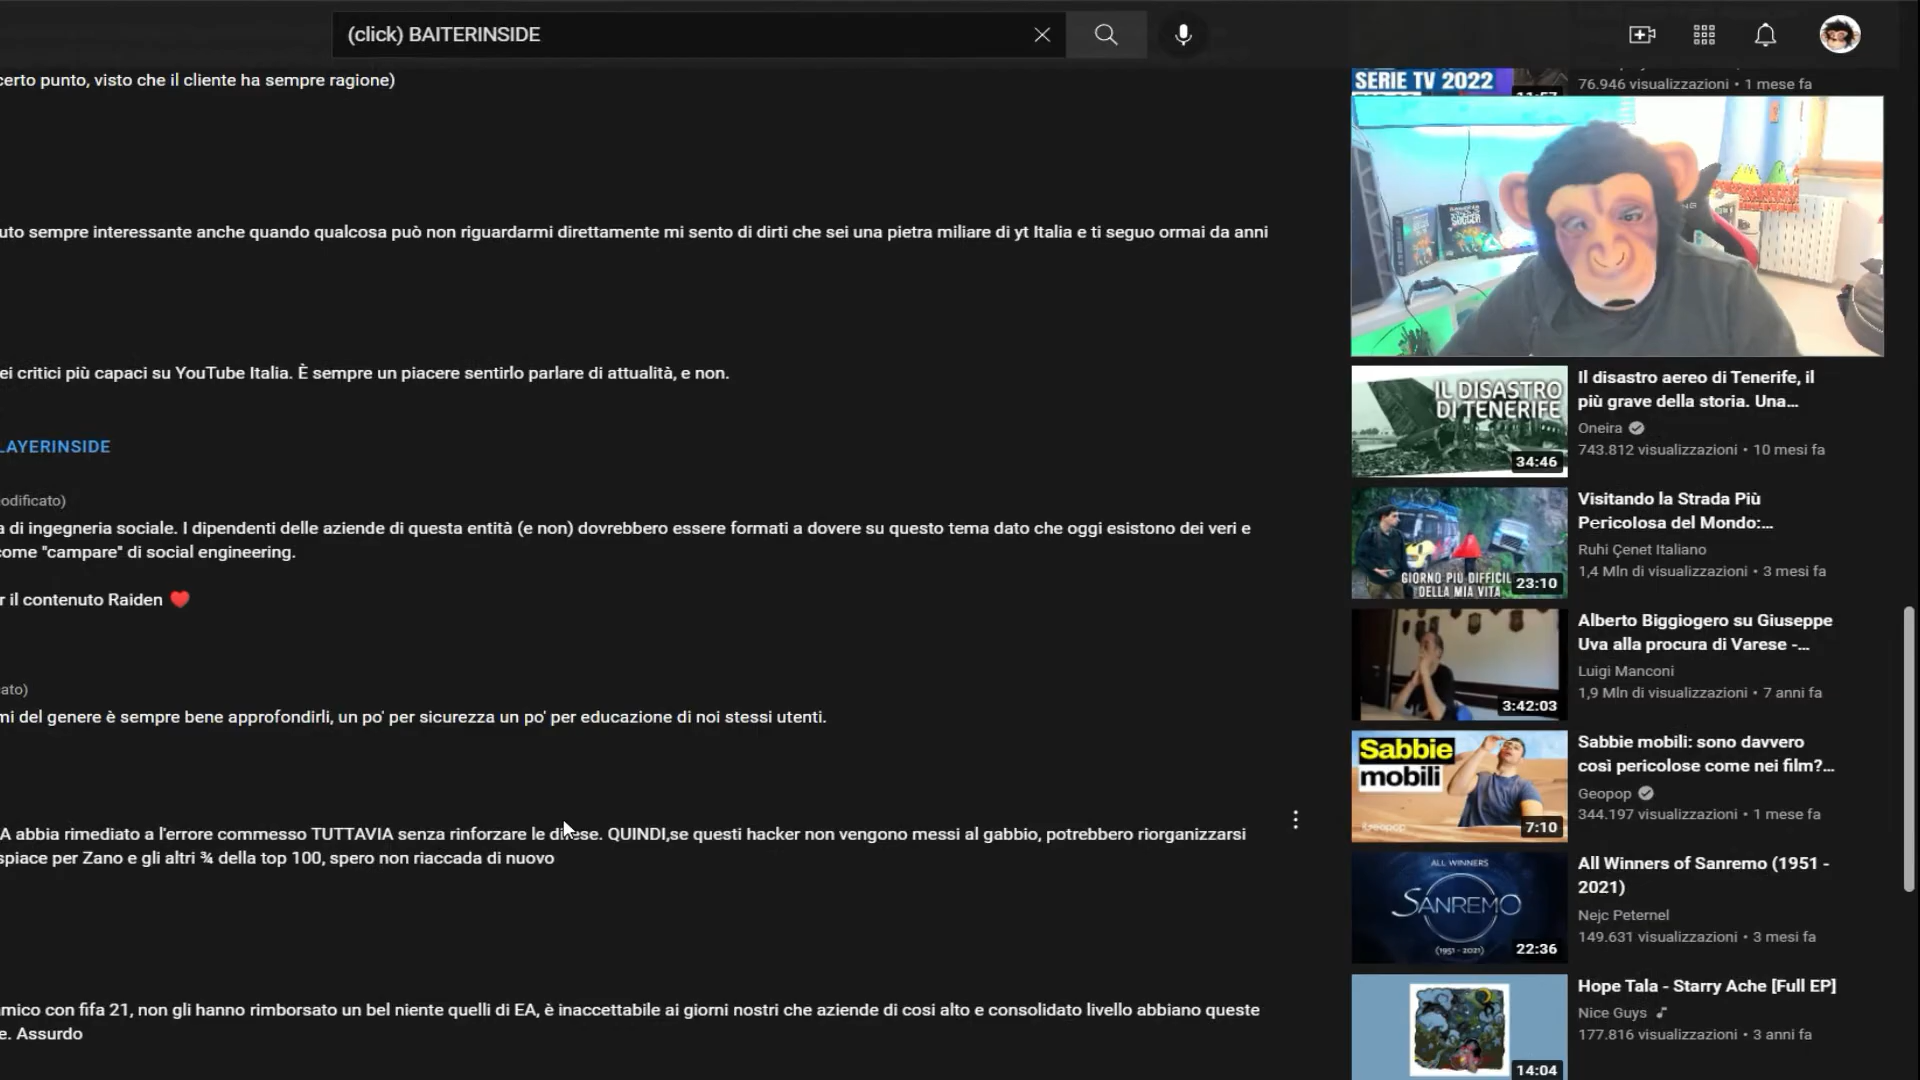 (click) BAITERINSIDE
certo punto, visto che il cliente ha sempre ragione)
uto sempre interessante anche quando qualcosa può non riguardarmi direttamente mi sento di dirti che sei una pietra miliare di yt Italia e ti seguo ormai da anni
ei critici più capaci su YouTube Italia. È sempre un piacere sentirlo parlare di attualità, e non.
LAYERINSIDE
odificato)
a di ingegneria sociale. I dipendenti delle aziende di questa entità (e non) dovrebbero essere formati a dovere su questo tema dato che oggi esistono dei veri e
come "campare" di social engineering.
r il contenuto Raiden ❤️
ato)
mi del genere è sempre bene approfondirli, un po' per sicurezza un po' per educazione di noi stessi utenti.
A abbia rimediato a l'errore commesso TUTTAVIA senza rinforzare le difese. QUINDI,se questi hacker non vengono messi al gabbio, potrebbero riorganizzarsi
spiace per Zano e gli altri ¾ della top 100, spero non riaccada di nuovo
mico con fifa 21, non gli hanno rimborsato un bel niente quelli di EA, è inaccettabile ai giorni nostri che aziende di cosi alto e consolidato livello abbiano queste
e. Assurdo
SERIE TV 2022
11:57
76.946 visualizzazioni • 1 mese fa
SOCCER
IL DISASTRO
DI TENERIFE
34:46
Il disastro aereo di Tenerife, il
più grave della storia. Una...
Oneira
743.812 visualizzazioni • 10 mesi fa
GIORNO PIÙ DIFFICIL
DELLA MIA VITA
23:10
Visitando la Strada Più
Pericolosa del Mondo:...
Ruhi Çenet Italiano
1,4 Mln di visualizzazioni • 3 mesi fa
3:42:03
Alberto Biggiogero su Giuseppe
Uva alla procura di Varese -...
Luigi Manconi
1,9 Mln di visualizzazioni • 7 anni fa
Sabbie
mobili
geopop
7:10
Sabbie mobili: sono davvero
così pericolose come nei film?...
Geopop
344.197 visualizzazioni • 1 mese fa
ALL WINNERS
SANREMO
(1951 - 2021)
22:36
All Winners of Sanremo (1951 -
2021)
Nejc Peternel
149.631 visualizzazioni • 3 mesi fa
14:04
Hope Tala - Starry Ache [Full EP]
Nice Guys
177.816 visualizzazioni • 3 anni fa